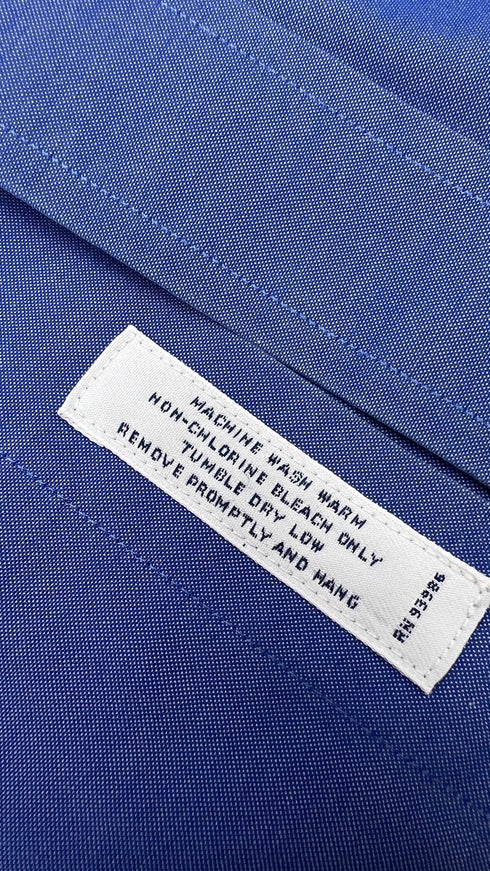 MACHINE WASH WARM
NON-CHLORINE BLEACH ONLY
TUMBLE DRY LOW
REMOVE PROMPTLY AND HANG
RN 93986